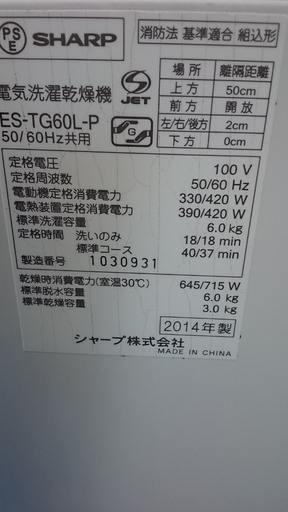 PS
E
SHARP
消防法 基準適合 組込形
場所 離隔距離
上方 50cm
前方 開放
左/右/後方 2cm
下方 0cm
電気洗濯乾燥機
S-JET
ES-TG60L-P
50/60Hz共用
G
定格電圧 100 V
定格周波数 50/60 Hz
電動機定格消費電力 330/420 W
電熱装置定格消費電力 390/420 W
標準洗濯容量 6.0 kg
定格時間 洗いのみ 18/18 min
標準コース 40/37 min
製造番号 1030931
乾燥時消費電力(室温30℃) 645/715 W
標準脱水容量 6.0 kg
標準乾燥容量 3.0 kg
2014年製
シャープ株式会社
MADE IN CHINA